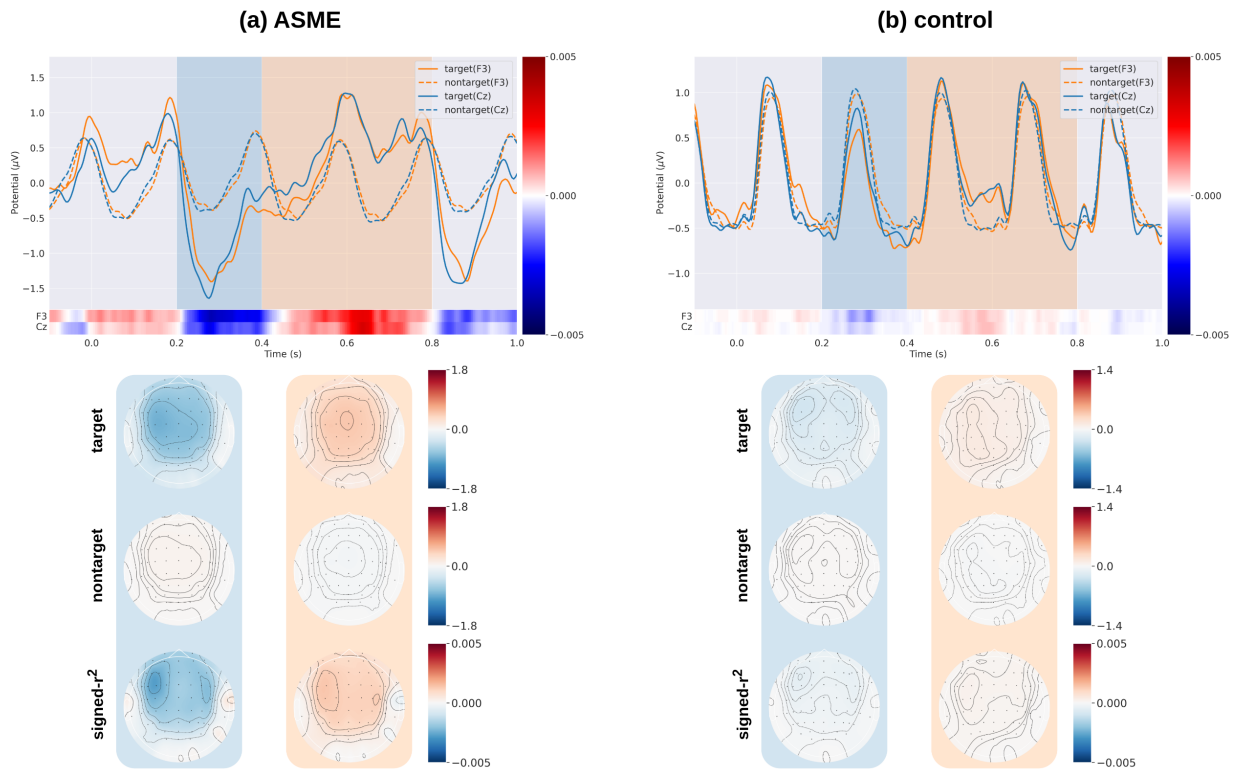 (a) ASME
(b) control
target(F3)
nontarget(F3)
target(Cz)
nontarget(Cz)
Potential (μV)
1.5
1.0
0.5
0.0
−0.5
−1.0
−1.5
0.005
0.000
−0.005
F3
Cz
0.0 0.2 0.4 0.6 0.8 1.0
Time (s)
target(F3)
nontarget(F3)
target(Cz)
nontarget(Cz)
Potential (μV)
1.0
0.5
0.0
−0.5
−1.0
0.005
0.000
−0.005
F3
Cz
0.0 0.2 0.4 0.6 0.8 1.0
Time (s)
target
1.8
0.0
−1.8
nontarget
1.8
0.0
−1.8
signed-r²
0.005
0.000
−0.005
target
1.4
0.0
−1.4
nontarget
1.4
0.0
−1.4
signed-r²
0.005
0.000
−0.005